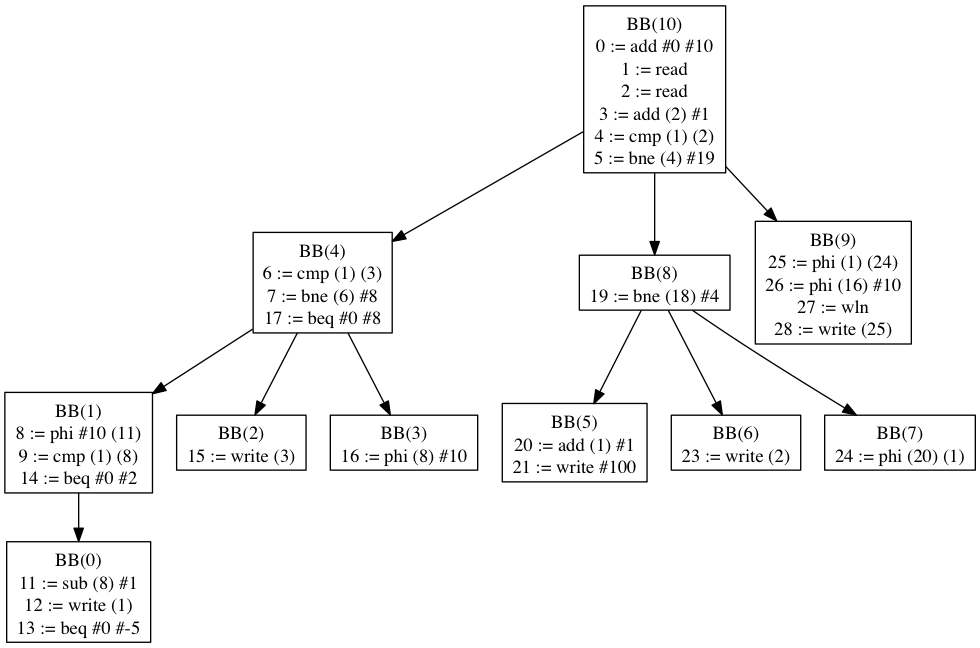 BB(10)
0 := add #0 #10
1 := read
2 := read
3 := add (2) #1
4 := cmp (1) (2)
5 := bne (4) #19
BB(4)
6 := cmp (1) (3)
7 := bne (6) #8
17 := beq #0 #8
BB(8)
19 := bne (18) #4
BB(9)
25 := phi (1) (24)
26 := phi (16) #10
27 := wln
28 := write (25)
BB(1)
8 := phi #10 (11)
9 := cmp (1) (8)
14 := beq #0 #2
BB(2)
15 := write (3)
BB(3)
16 := phi (8) #10
BB(5)
20 := add (1) #1
21 := write #100
BB(6)
23 := write (2)
BB(7)
24 := phi (20) (1)
BB(0)
11 := sub (8) #1
12 := write (1)
13 := beq #0 #-5